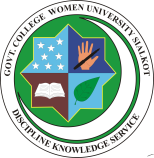 GOVT. COLLEGE WOMEN UNIVERSITY SIALKOT
DISCIPLINE KNOWLEDGE SERVICE